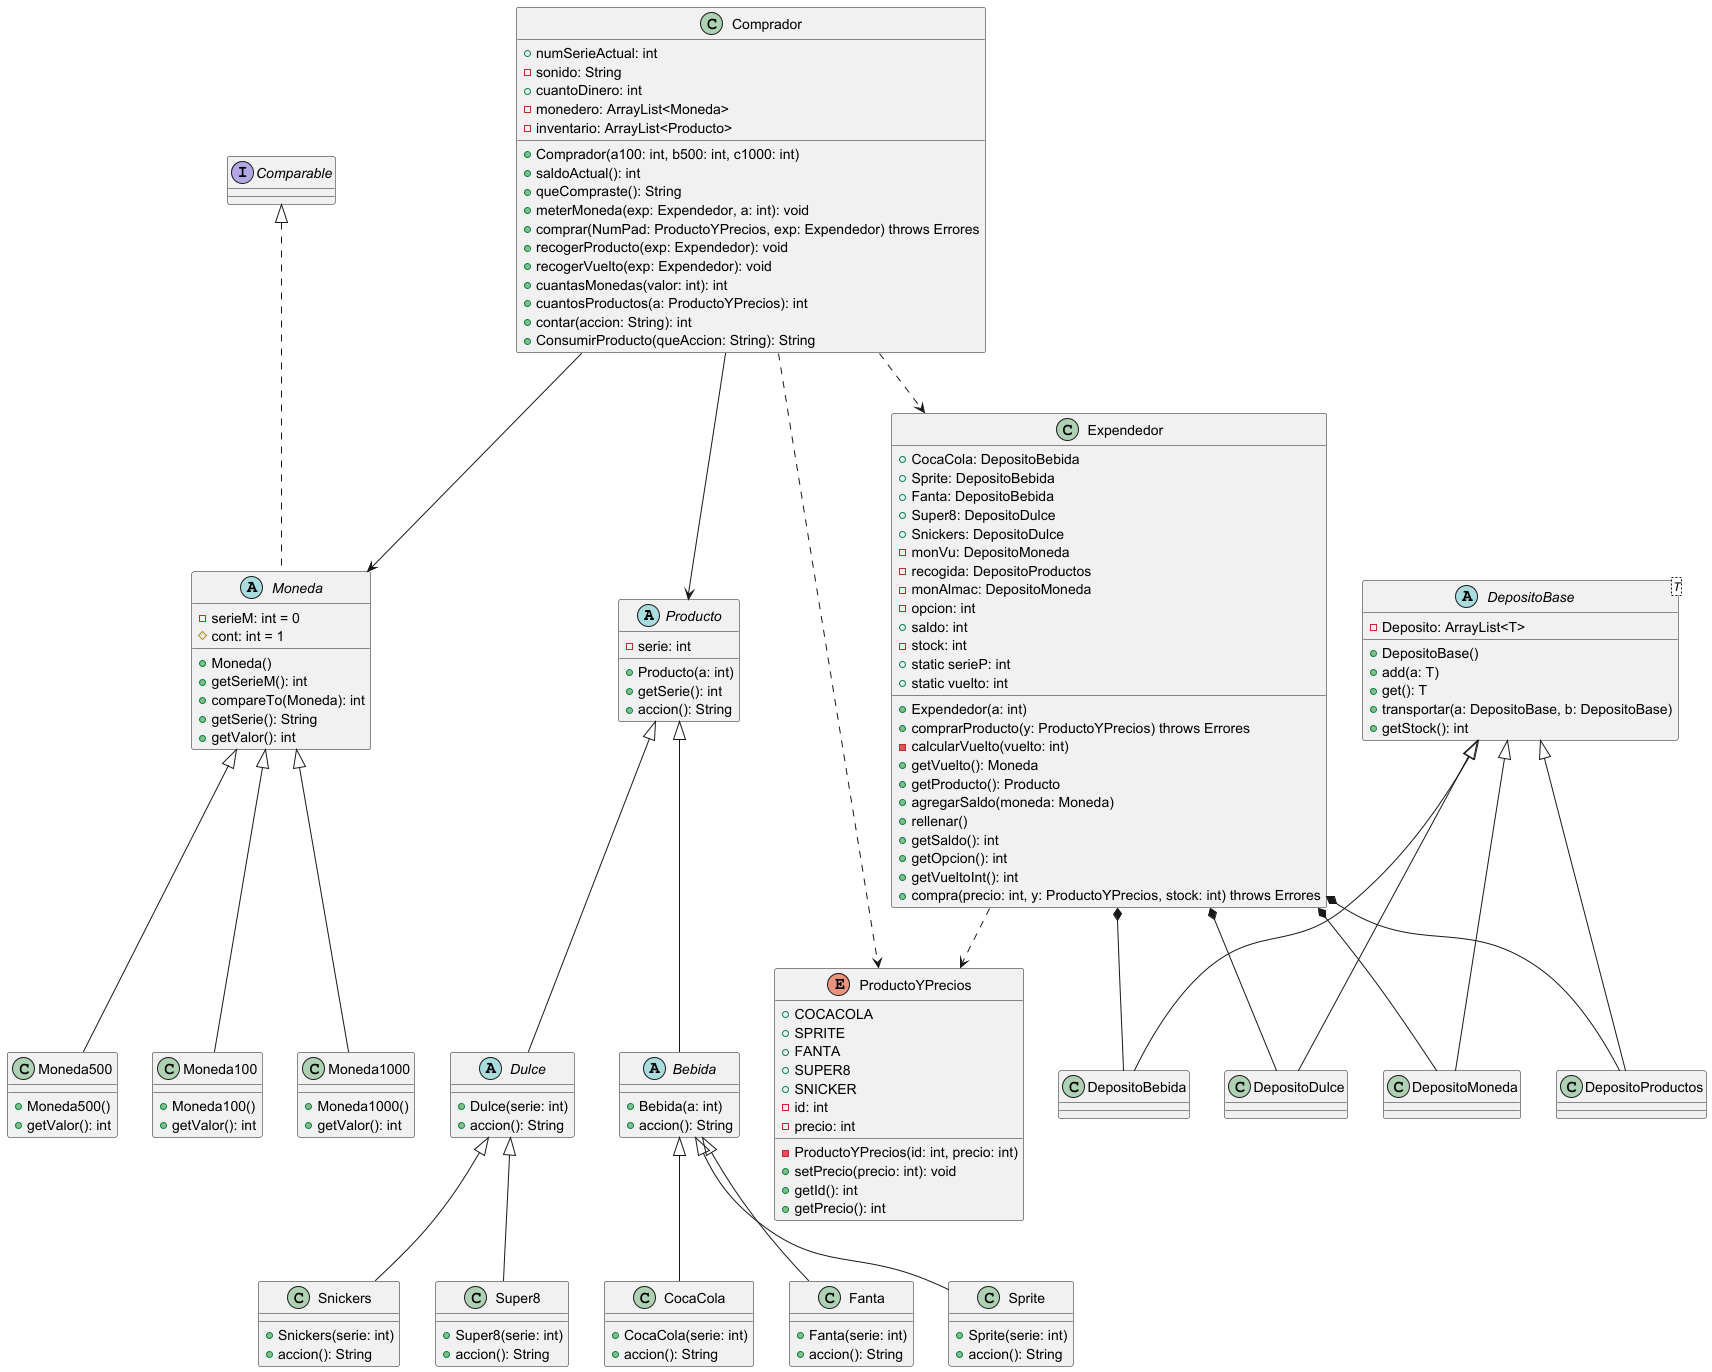 C Comprador
numSerieActual: int
sonido: String
cuantoDinero: int
monedero: ArrayList<Moneda>
inventario: ArrayList<Producto>
Comprador(a100: int, b500: int, c1000: int)
saldoActual(): int
queCompraste(): String
meterMoneda(exp: Expendedor, a: int): void
comprar(NumPad: ProductoYPrecios, exp: Expendedor) throws Errores
recogerProducto(exp: Expendedor): void
recogerVuelto(exp: Expendedor): void
cuantasMonedas(valor: int): int
cuantosProductos(a: ProductoYPrecios): int
contar(accion: String): int
ConsumirProducto(queAccion: String): String
I Comparable
C Expendedor
CocaCola: DepositoBebida
Sprite: DepositoBebida
Fanta: DepositoBebida
Super8: DepositoDulce
Snickers: DepositoDulce
monVu: DepositoMoneda
recogida: DepositoProductos
monAlmac: DepositoMoneda
opcion: int
saldo: int
stock: int
static serieP: int
static vuelto: int
Expendedor(a: int)
comprarProducto(y: ProductoYPrecios) throws Errores
calcularVuelto(vuelto: int)
getVuelto(): Moneda
getProducto(): Producto
agregarSaldo(moneda: Moneda)
rellenar()
getSaldo(): int
getOpcion(): int
getVueltoInt(): int
compra(precio: int, y: ProductoYPrecios, stock: int) throws Errores
A Moneda
serieM: int = 0
cont: int = 1
Moneda()
getSerieM(): int
compareTo(Moneda): int
getSerie(): String
getValor(): int
A Producto
serie: int
Producto(a: int)
getSerie(): int
accion(): String
A DepositoBase
T
Deposito: ArrayList<T>
DepositoBase()
add(a: T)
get(): T
transportar(a: DepositoBase, b: DepositoBase)
getStock(): int
E ProductoYPrecios
COCACOLA
SPRITE
FANTA
SUPER8
SNICKER
id: int
precio: int
ProductoYPrecios(id: int, precio: int)
setPrecio(precio: int): void
getId(): int
getPrecio(): int
C Moneda500
Moneda500()
getValor(): int
C Moneda100
Moneda100()
getValor(): int
C Moneda1000
Moneda1000()
getValor(): int
A Dulce
Dulce(serie: int)
accion(): String
A Bebida
Bebida(a: int)
accion(): String
C DepositoBebida
C DepositoDulce
C DepositoMoneda
C DepositoProductos
C Snickers
Snickers(serie: int)
accion(): String
C Super8
Super8(serie: int)
accion(): String
C CocaCola
CocaCola(serie: int)
accion(): String
C Fanta
Fanta(serie: int)
accion(): String
C Sprite
Sprite(serie: int)
accion(): String